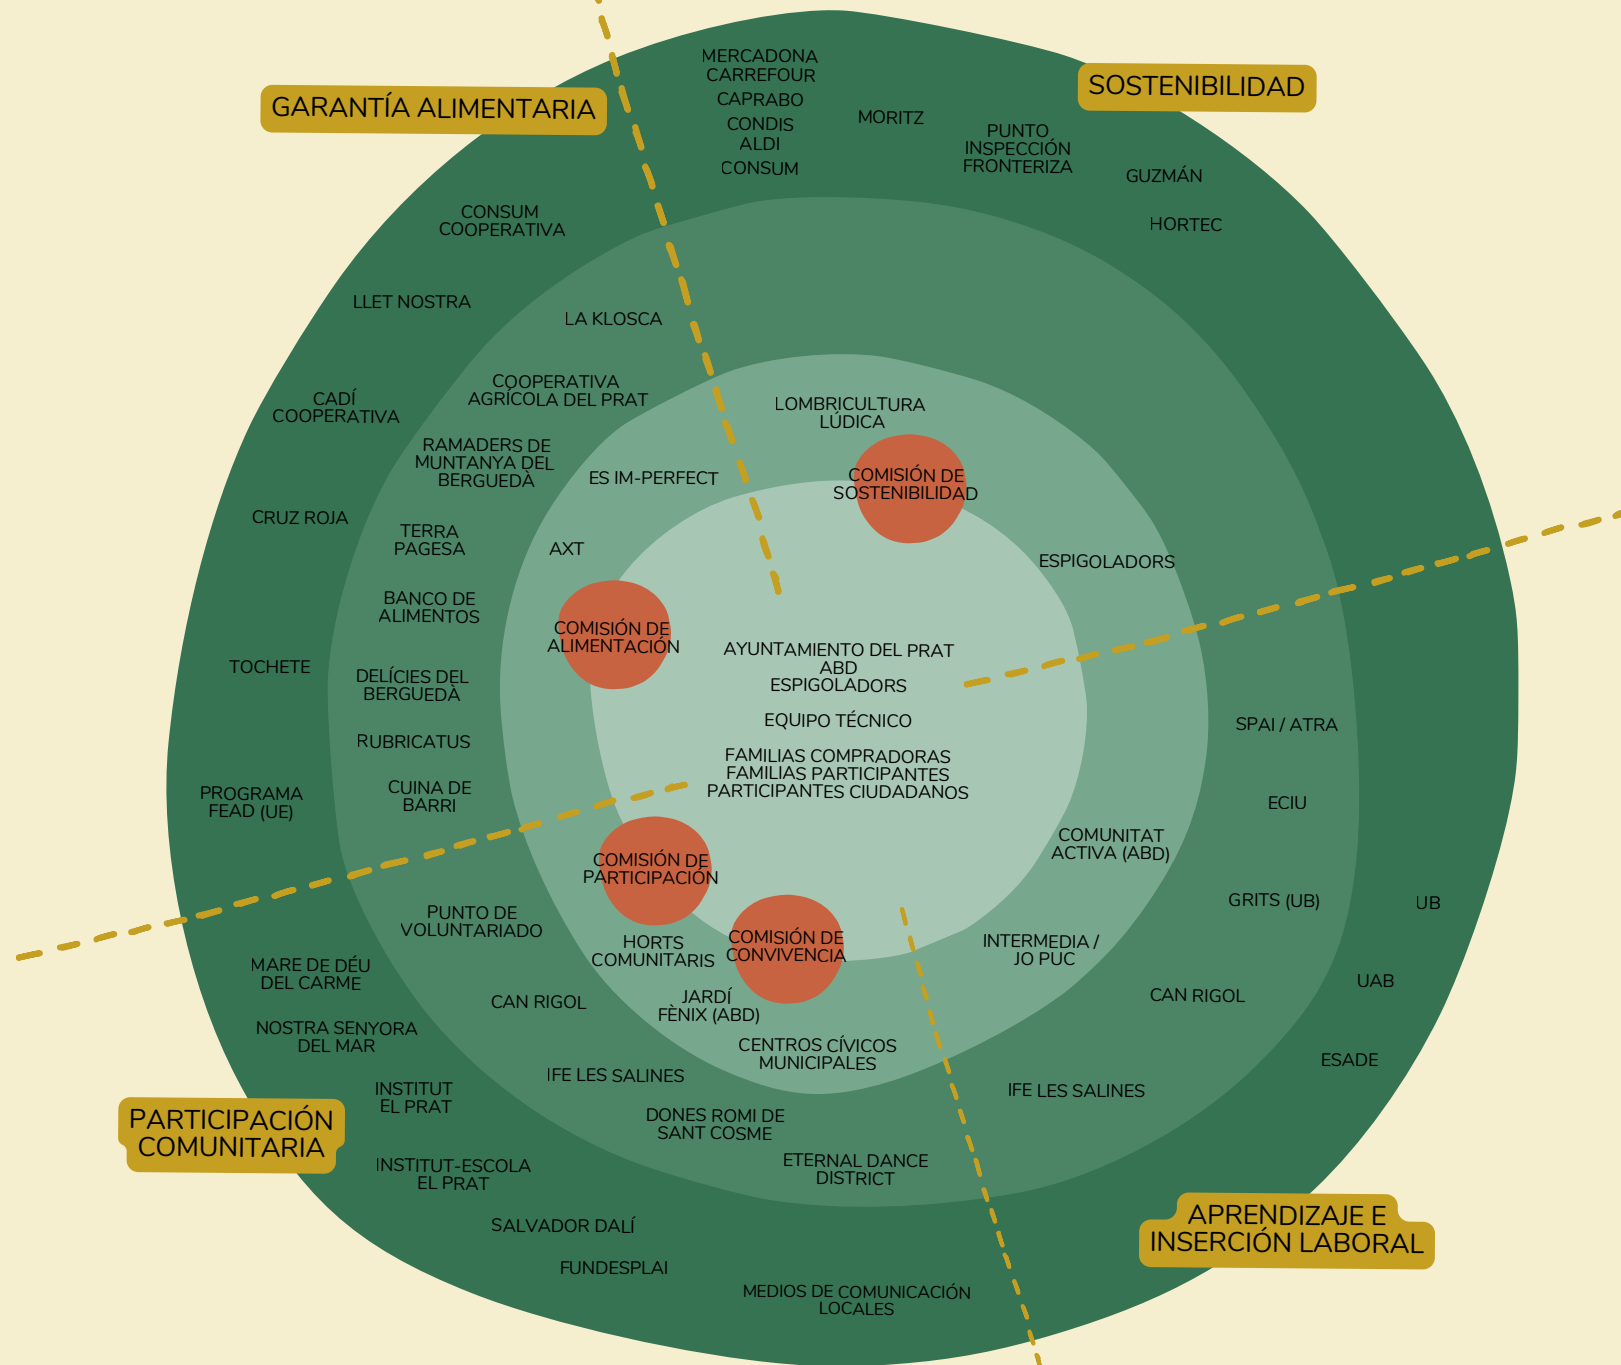 GARANTÍA ALIMENTARIA
CONSUM
COOPERATIVA
LLET NOSTRA
LA KLOSCA
CADÍ
COOPERATIVA
COOPERATIVA
AGRÍCOLA DEL PRAT
RAMADERS DE
MUNTANYA DEL
BERGUEDÀ
ES IM-PERFECT
CRUZ ROJA
TERRA
PAGESA
AXT
BANCO DE
ALIMENTOS
COMISIÓN DE
ALIMENTACIÓN
TOCHETE
DELÍCIES DEL
BERGUEDÀ
RUBRICATUS
PROGRAMA
FEAD (UE)
CUINA DE
BARRI
SOSTENIBILIDAD
MERCADONA
CARREFOUR
CAPRABO
CONDIS
ALDI
CONSUM
MORITZ
PUNTO
INSPECCIÓN
FRONTERIZA
GUZMÁN
HORTEC
LOMBRICULTURA
LÚDICA
COMISIÓN DE
SOSTENIBILIDAD
ESPIGOLADORS
AYUNTAMIENTO DEL PRAT
ABD
ESPIGOLADORS
EQUIPO TÉCNICO
FAMILIAS COMPRADORAS
FAMILIAS PARTICIPANTES
PARTICIPANTES CIUDADANOS
PARTICIPACIÓN
COMUNITARIA
COMISIÓN DE
PARTICIPACIÓN
COMISIÓN DE
CONVIVENCIA
PUNTO DE
VOLUNTARIADO
HORTS
COMUNITARIS
MARE DE DÉU
DEL CARME
CAN RIGOL
JARDÍ
FÈNIX (ABD)
NOSTRA SENYORA
DEL MAR
CENTROS CÍVICOS
MUNICIPALES
IFE LES SALINES
INSTITUT
EL PRAT
DONES ROMI DE
SANT COSME
INSTITUT-ESCOLA
EL PRAT
ETERNAL DANCE
DISTRICT
SALVADOR DALÍ
FUNDESPLAI
MEDIOS DE COMUNICACIÓN
LOCALES
APRENDIZAJE E
INSERCIÓN LABORAL
SPAI / ATRA
ECIU
COMUNITAT
ACTIVA (ABD)
GRITS (UB)
UB
INTERMEDIA /
JO PUC
UAB
CAN RIGOL
ESADE
IFE LES SALINES